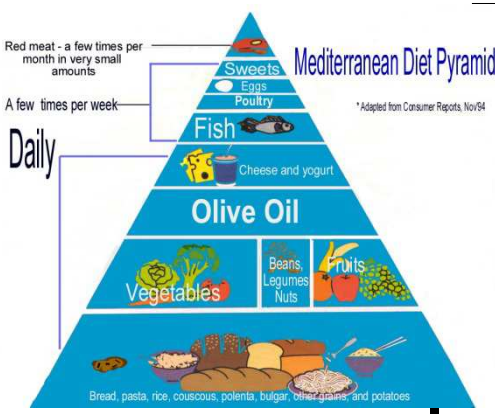 Mediterranean Diet Pyramid
* Adapted from Consumer Reports, Nov'94
Red meat - a few times per
month in very small
amounts
A few times per week
Daily
Sweets
Eggs
Poultry
Fish
Cheese and yogurt
Olive Oil
Vegetables
Beans,
Legumes
Nuts
Fruits
Bread, pasta, rice, couscous, polenta, bulgar, other grains, and potatoes